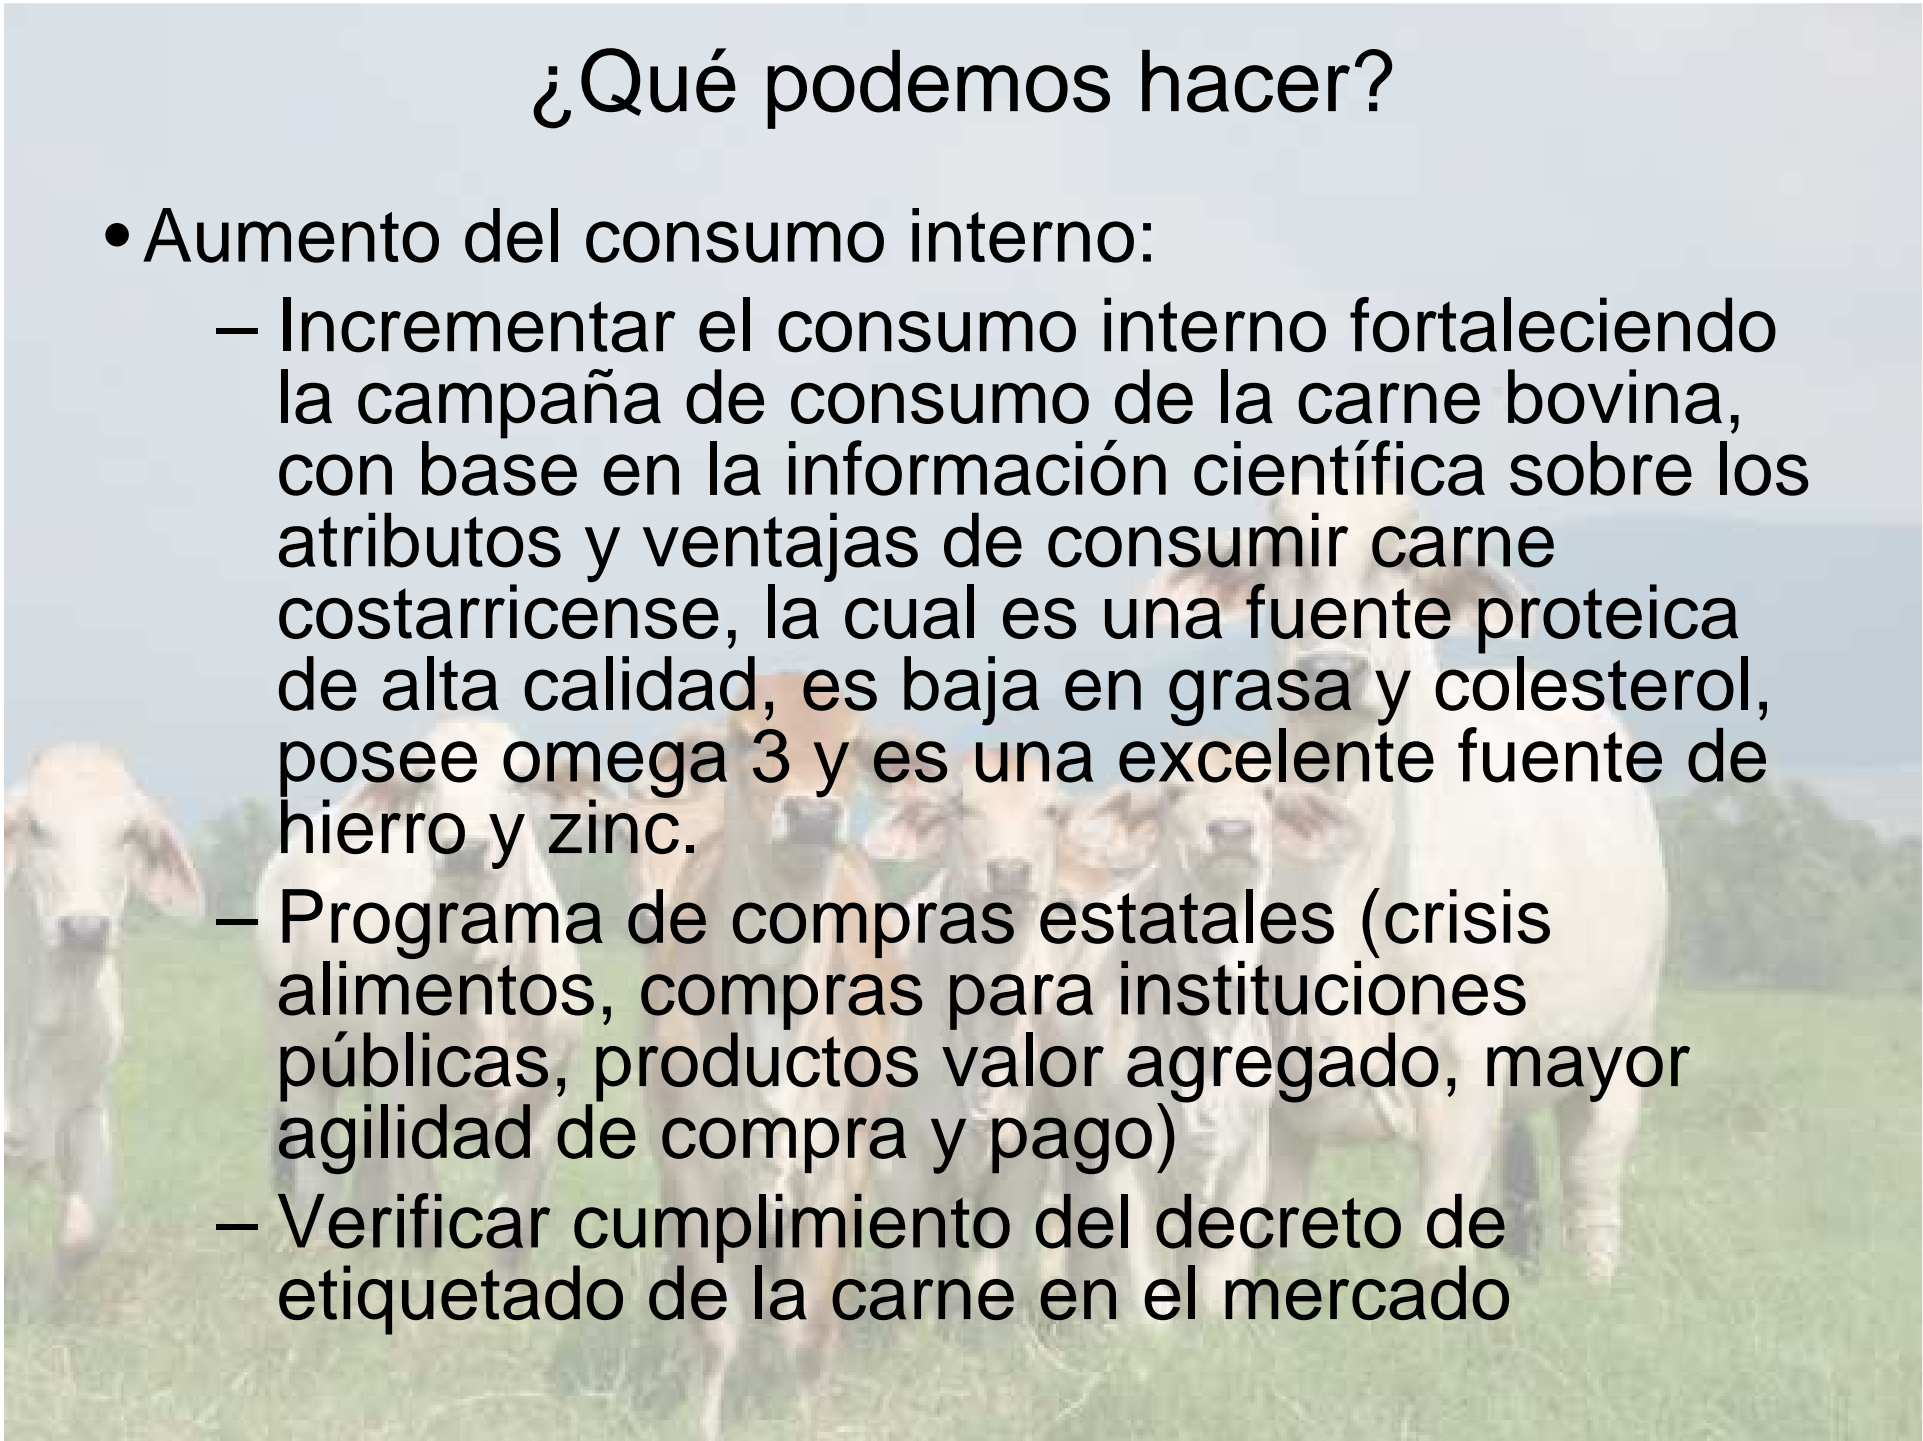 ¿Qué podemos hacer?
• Aumento del consumo interno:
– Incrementar el consumo interno fortaleciendo
la campaña de consumo de la carne bovina,
con base en la información científica sobre los
atributos y ventajas de consumir carne
costarricense, la cual es una fuente proteica
de alta calidad, es baja en grasa y colesterol,
posee omega 3 y es una excelente fuente de
hierro y zinc.
– Programa de compras estatales (crisis
alimentos, compras para instituciones
públicas, productos valor agregado, mayor
agilidad de compra y pago)
– Verificar cumplimiento del decreto de
etiquetado de la carne en el mercado